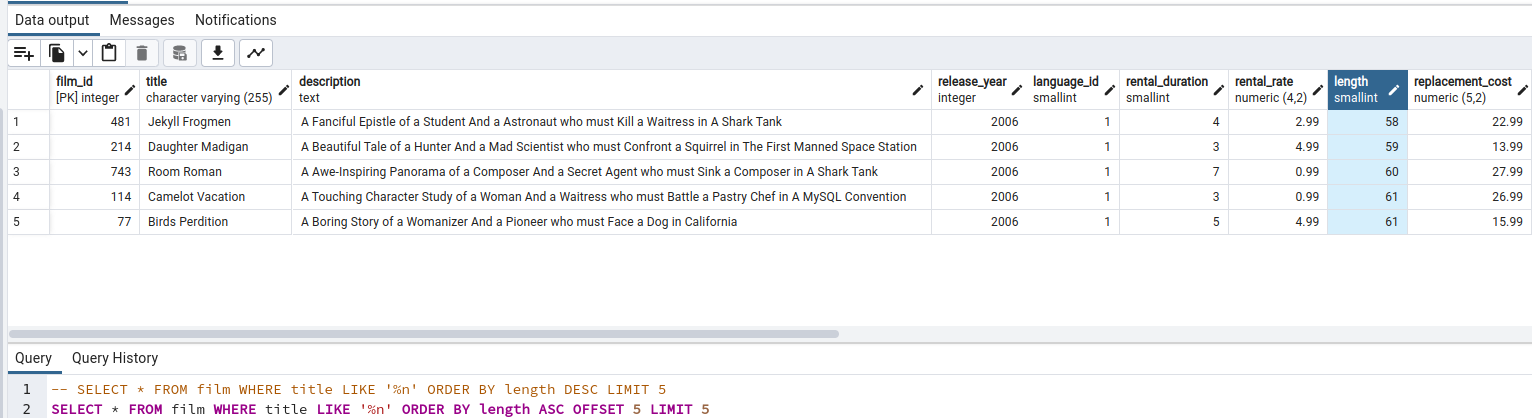 Data output Messages Notifications
film_id title description release_year language_id rental_duration rental_rate length replacement_cost
[PK] integer character varying (255) text integer smallint smallint numeric (4,2) smallint numeric (5,2)
1 481 Jekyll Frogmen A Fanciful Epistle of a Student And a Astronaut who must Kill a Waitress in A Shark Tank 2006 1 4 2.99 58 22.99
2 214 Daughter Madigan A Beautiful Tale of a Hunter And a Mad Scientist who must Confront a Squirrel in The First Manned Space Station 2006 1 3 4.99 59 13.99
3 743 Room Roman A Awe-Inspiring Panorama of a Composer And a Secret Agent who must Sink a Composer in A Shark Tank 2006 1 7 0.99 60 27.99
4 114 Camelot Vacation A Touching Character Study of a Woman And a Waitress who must Battle a Pastry Chef in A MySQL Convention 2006 1 3 0.99 61 26.99
5 77 Birds Perdition A Boring Story of a Womanizer And a Pioneer who must Face a Dog in California 2006 1 5 4.99 61 15.99
Query Query History
1 -- SELECT * FROM film WHERE title LIKE '%n' ORDER BY length DESC LIMIT 5
2 SELECT * FROM film WHERE title LIKE '%n' ORDER BY length ASC OFFSET 5 LIMIT 5